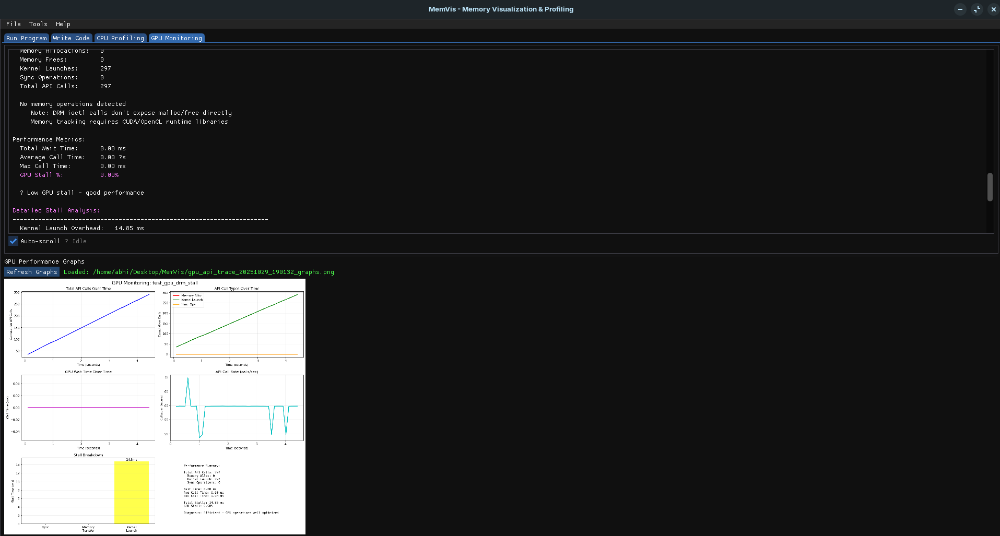 MemVis - Memory Visualization & Profiling
File Tools Help
Run Program Write Code CPU Profiling GPU Monitoring
Memory Allocations: 0
Memory Frees: 0
Kernel Launches: 297
Sync Operations: 0
Total API Calls: 297
No memory operations detected
Note: DRM ioctl calls don't expose malloc/free directly
Memory tracking requires CUDA/OpenCL runtime libraries
Performance Metrics:
Total Wait Time: 0.00 ms
Average Call Time: 0.00 ?s
Max Call Time: 0.00 ms
GPU Stall %: 0.00%
? Low GPU stall - good performance
Detailed Stall Analysis:
----------------------------------------------------------------------
Kernel Launch Overhead: 14.85 ms
Auto-scroll ? Idle
GPU Performance Graphs
Refresh Graphs Loaded: /home/abhi/Desktop/MemVis/gpu_api_trace_20251029_190132_graphs.png
GPU Monitoring: test_gpu_drm_stall
Total API Calls Over Time
Cumulative API Calls
300
250
200
150
100
50
0 1 2 3 4
Time (seconds)
API Call Types Over Time
Memory Alloc
Kernel Launch
Sync Ops
Cumulative Calls
300
250
200
150
100
50
0
0 1 2 3 4
Time (seconds)
GPU Wait Time Over Time
Wait Time (ms)
0.04
0.02
0.00
−0.02
−0.04
0 1 2 3 4
Time (seconds)
API Call Rate (calls/sec)
Calls per Second
70
65
60
55
50
0 1 2 3 4
Time (seconds)
Stall Breakdown
14.8ms
Stall Time (ms)
14
12
10
8
6
4
2
0
Sync Memory Transfer Kernel Launch
Performance Summary:
Total API Calls: 297
Memory Alloc: 0
Kernel Launch: 297
Sync Operations: 0
Wait Time: 0.00 ms
Avg Call Time: 0.00 us
Max Call Time: 0.00 ms
Total Stalls: 14.85 ms
GPU Stall: 0.00%
Diagnosis: Efficient - GPU operations well optimized